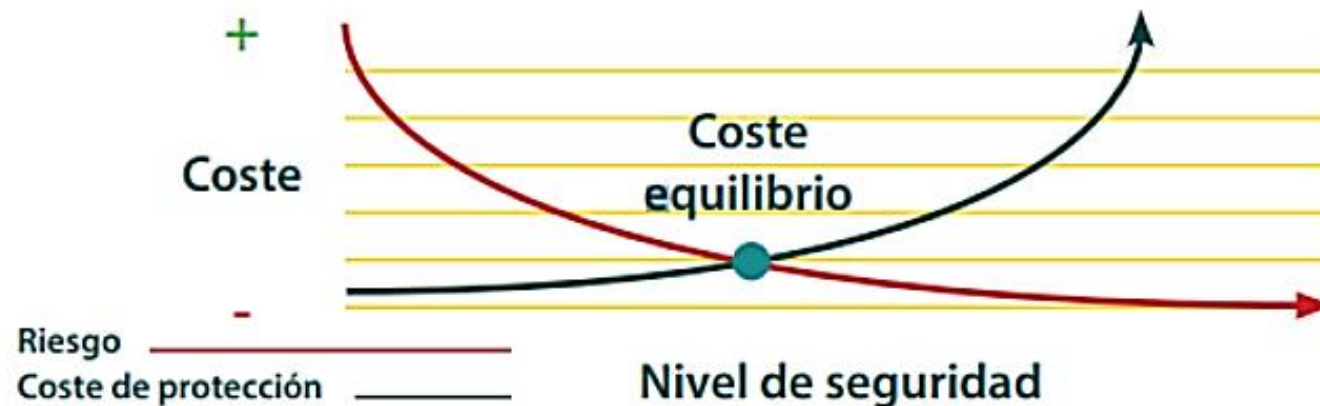 +
Coste
equilibrio
Coste
-
Riesgo
Coste de protección
Nivel de seguridad